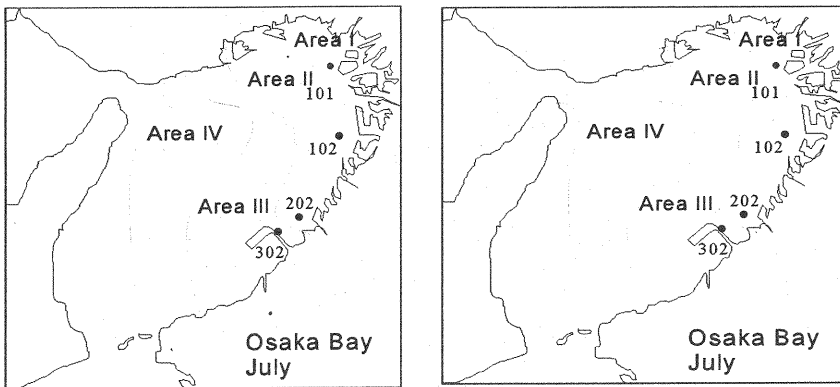 Area I
Area II
101
Area IV
102
Area III
202
302
Osaka Bay
July
Area I
Area II
101
Area IV
102
Area III
202
302
Osaka Bay
July